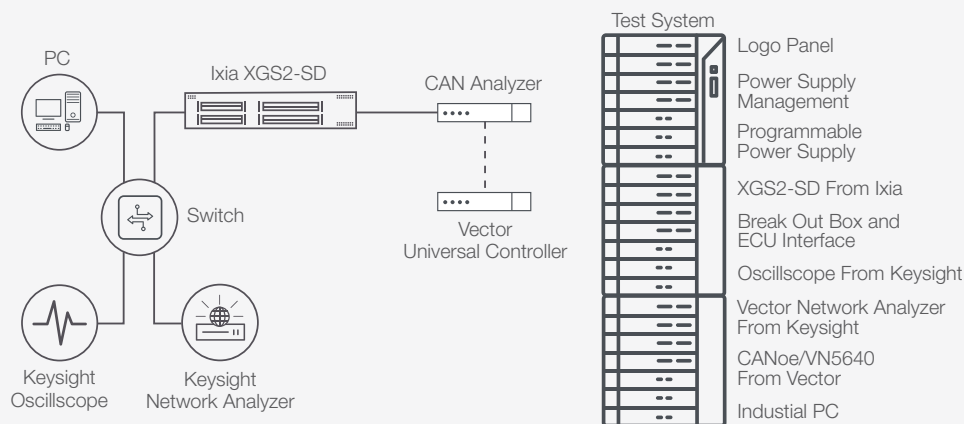 PC
Ixia XGS2-SD
CAN Analyzer
Switch
Vector
Universal Controller
Keysight
Oscillscope
Keysight
Network Analyzer
Test System
Logo Panel
Power Supply
Management
Programmable
Power Supply
XGS2-SD From Ixia
Break Out Box and
ECU Interface
Oscillscope From Keysight
Vector Network Analyzer
From Keysight
CANoe/VN5640
From Vector
Industial PC